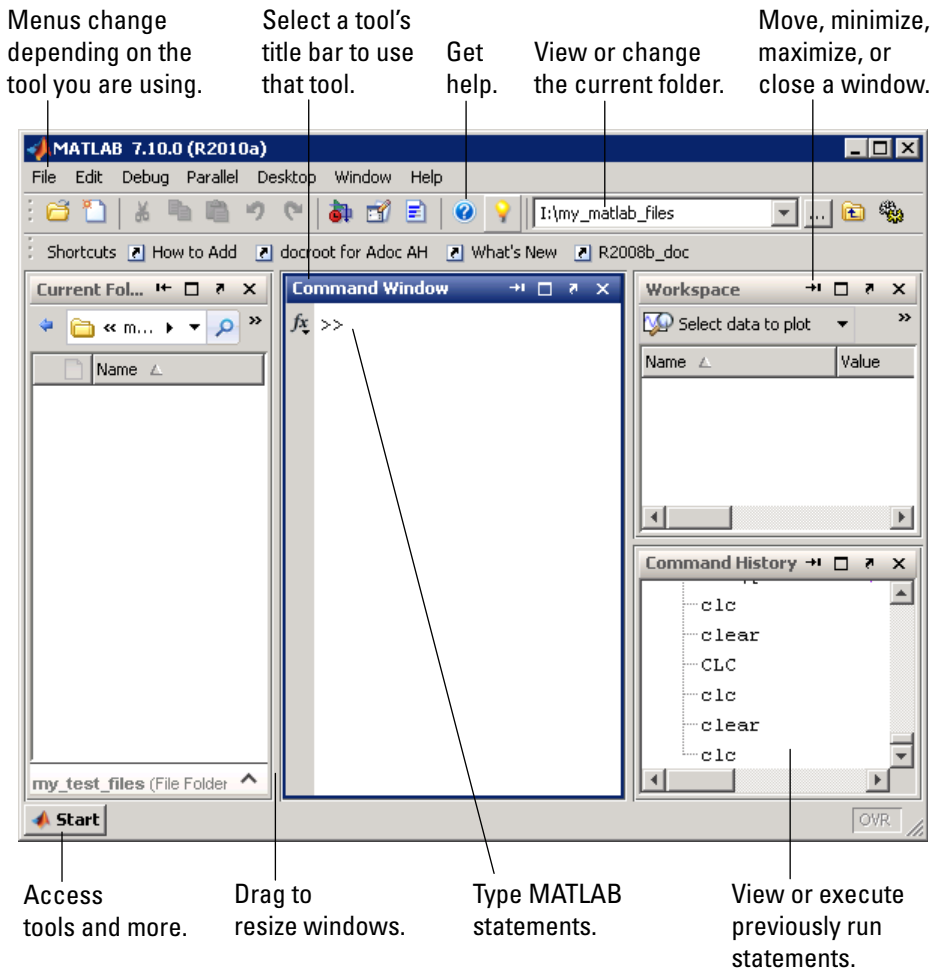 Menus change
depending on the
tool you are using.
Select a tool's
title bar to use
that tool.
Get
help.
View or change
the current folder.
Move, minimize,
maximize, or
close a window.
MATLAB 7.10.0 (R2010a)
File Edit Debug Parallel Desktop Window Help
I:\my_matlab_files
...
Shortcuts How to Add docroot for Adoc AH What's New R2008b_doc
Current Fol...
« m...
»
Name
my_test_files (File Folder
Command Window
fx >>
Workspace
Select data to plot
»
Name Value
Command History
clc
clear
CLC
clc
clear
clc
Start
OVR
Access
tools and more.
Drag to
resize windows.
Type MATLAB
statements.
View or execute
previously run
statements.